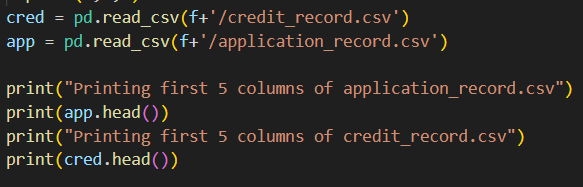 cred = pd.read_csv(f+'/credit_record.csv')
app = pd.read_csv(f+'/application_record.csv')
print("Printing first 5 columns of application_record.csv")
print(app.head())
print("Printing first 5 columns of credit_record.csv")
print(cred.head())